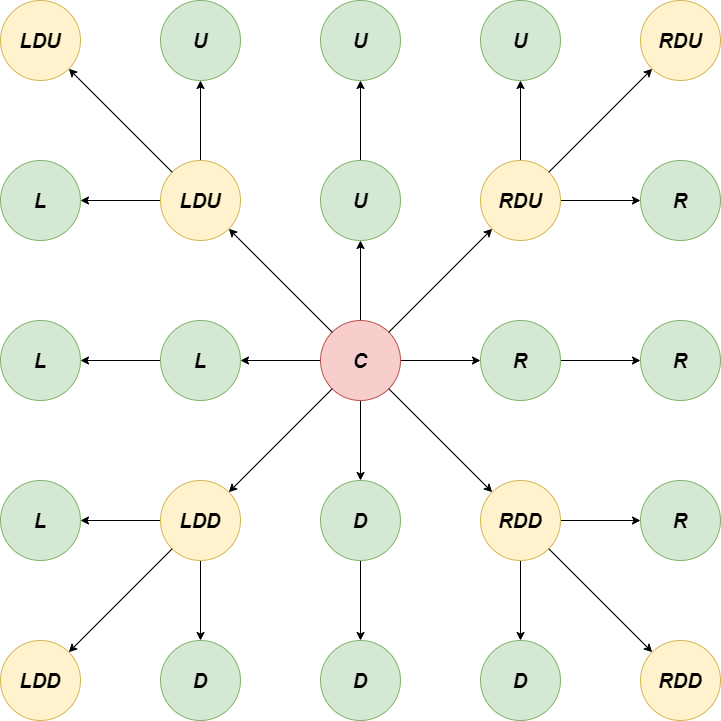 LDU U U U RDU
L LDU U RDU R
L L C R R
L LDD D RDD R
LDD D D D RDD